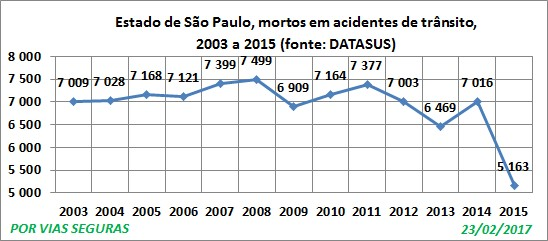 Estado de São Paulo, mortos em acidentes de trânsito,
2003 a 2015 (fonte: DATASUS)
8 000
7 500
7 000
6 500
6 000
5 500
5 000
7 009 7 028 7 168 7 121 7 399 7 499 6 909 7 164 7 377 7 003 6 469 7 016 5 163
2003 2004 2005 2006 2007 2008 2009 2010 2011 2012 2013 2014 2015
POR VIAS SEGURAS 23/02/2017